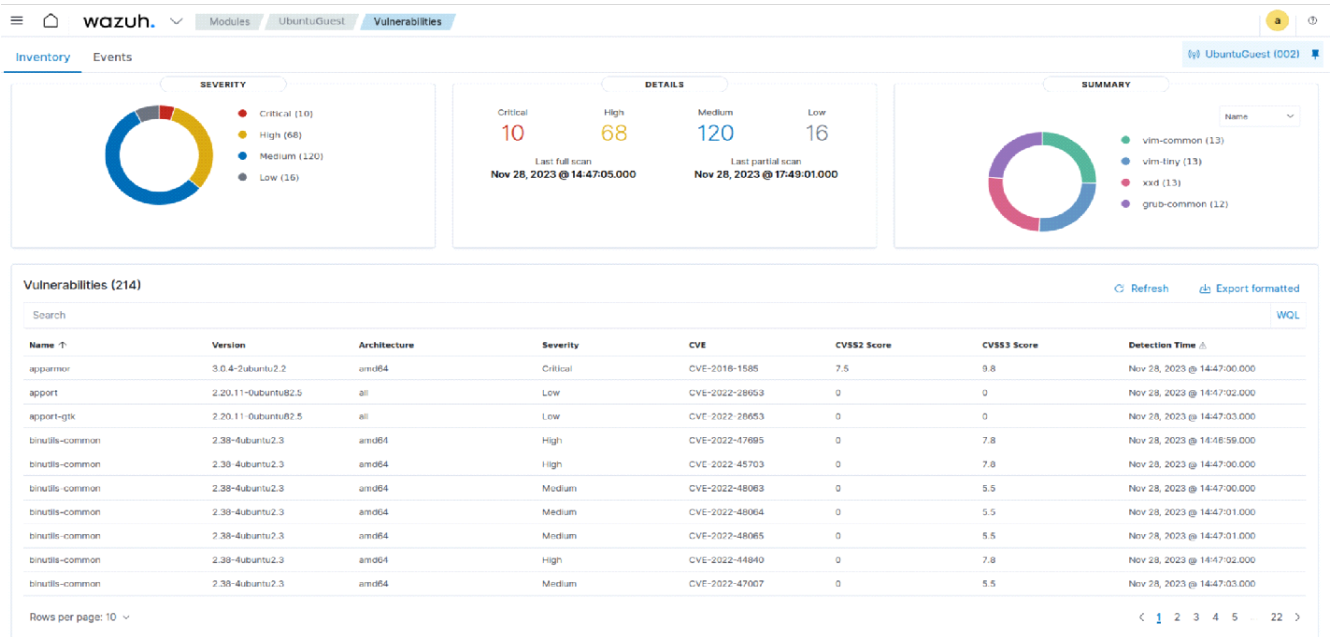 wazuh. Modules UbuntuGuest Vulnerabilities a
Inventory Events UbuntuGuest (002)
SEVERITY
Critical (10)
High (68)
Medium (120)
Low (16)
DETAILS
Critical High Medium Low
10 68 120 16
Last full scan Last partial scan
Nov 28, 2023 @ 14:47:05.000 Nov 28, 2023 @ 17:49:01.000
SUMMARY
Name
vim-common (13)
vim-tiny (13)
xxd (13)
grub-common (12)
Vulnerabilities (214)
Refresh Export formatted
Search WQL
Name Version Architecture Severity CVE CVSS2 Score CVSS3 Score Detection Time
apparmor 3.0.4-2ubuntu2.2 amd64 Critical CVE-2016-1585 7.5 9.8 Nov 28, 2023 @ 14:47:00.000
apport 2.20.11-0ubuntu82.5 all Low CVE-2022-28653 0 0 Nov 28, 2023 @ 14:47:02.000
apport-gtk 2.20.11-0ubuntu82.5 all Low CVE-2022-28653 0 0 Nov 28, 2023 @ 14:47:03.000
binutils-common 2.38-4ubuntu2.3 amd64 High CVE-2022-47695 0 7.8 Nov 28, 2023 @ 14:46:59.000
binutils-common 2.38-4ubuntu2.3 amd64 High CVE-2022-45703 0 7.8 Nov 28, 2023 @ 14:47:00.000
binutils-common 2.38-4ubuntu2.3 amd64 Medium CVE-2022-48063 0 5.5 Nov 28, 2023 @ 14:47:00.000
binutils-common 2.38-4ubuntu2.3 amd64 Medium CVE-2022-48064 0 5.5 Nov 28, 2023 @ 14:47:01.000
binutils-common 2.38-4ubuntu2.3 amd64 Medium CVE-2022-48065 0 5.5 Nov 28, 2023 @ 14:47:01.000
binutils-common 2.38-4ubuntu2.3 amd64 High CVE-2022-44840 0 7.8 Nov 28, 2023 @ 14:47:02.000
binutils-common 2.38-4ubuntu2.3 amd64 Medium CVE-2022-47007 0 5.5 Nov 28, 2023 @ 14:47:03.000
Rows per page: 10 1 2 3 4 5 22